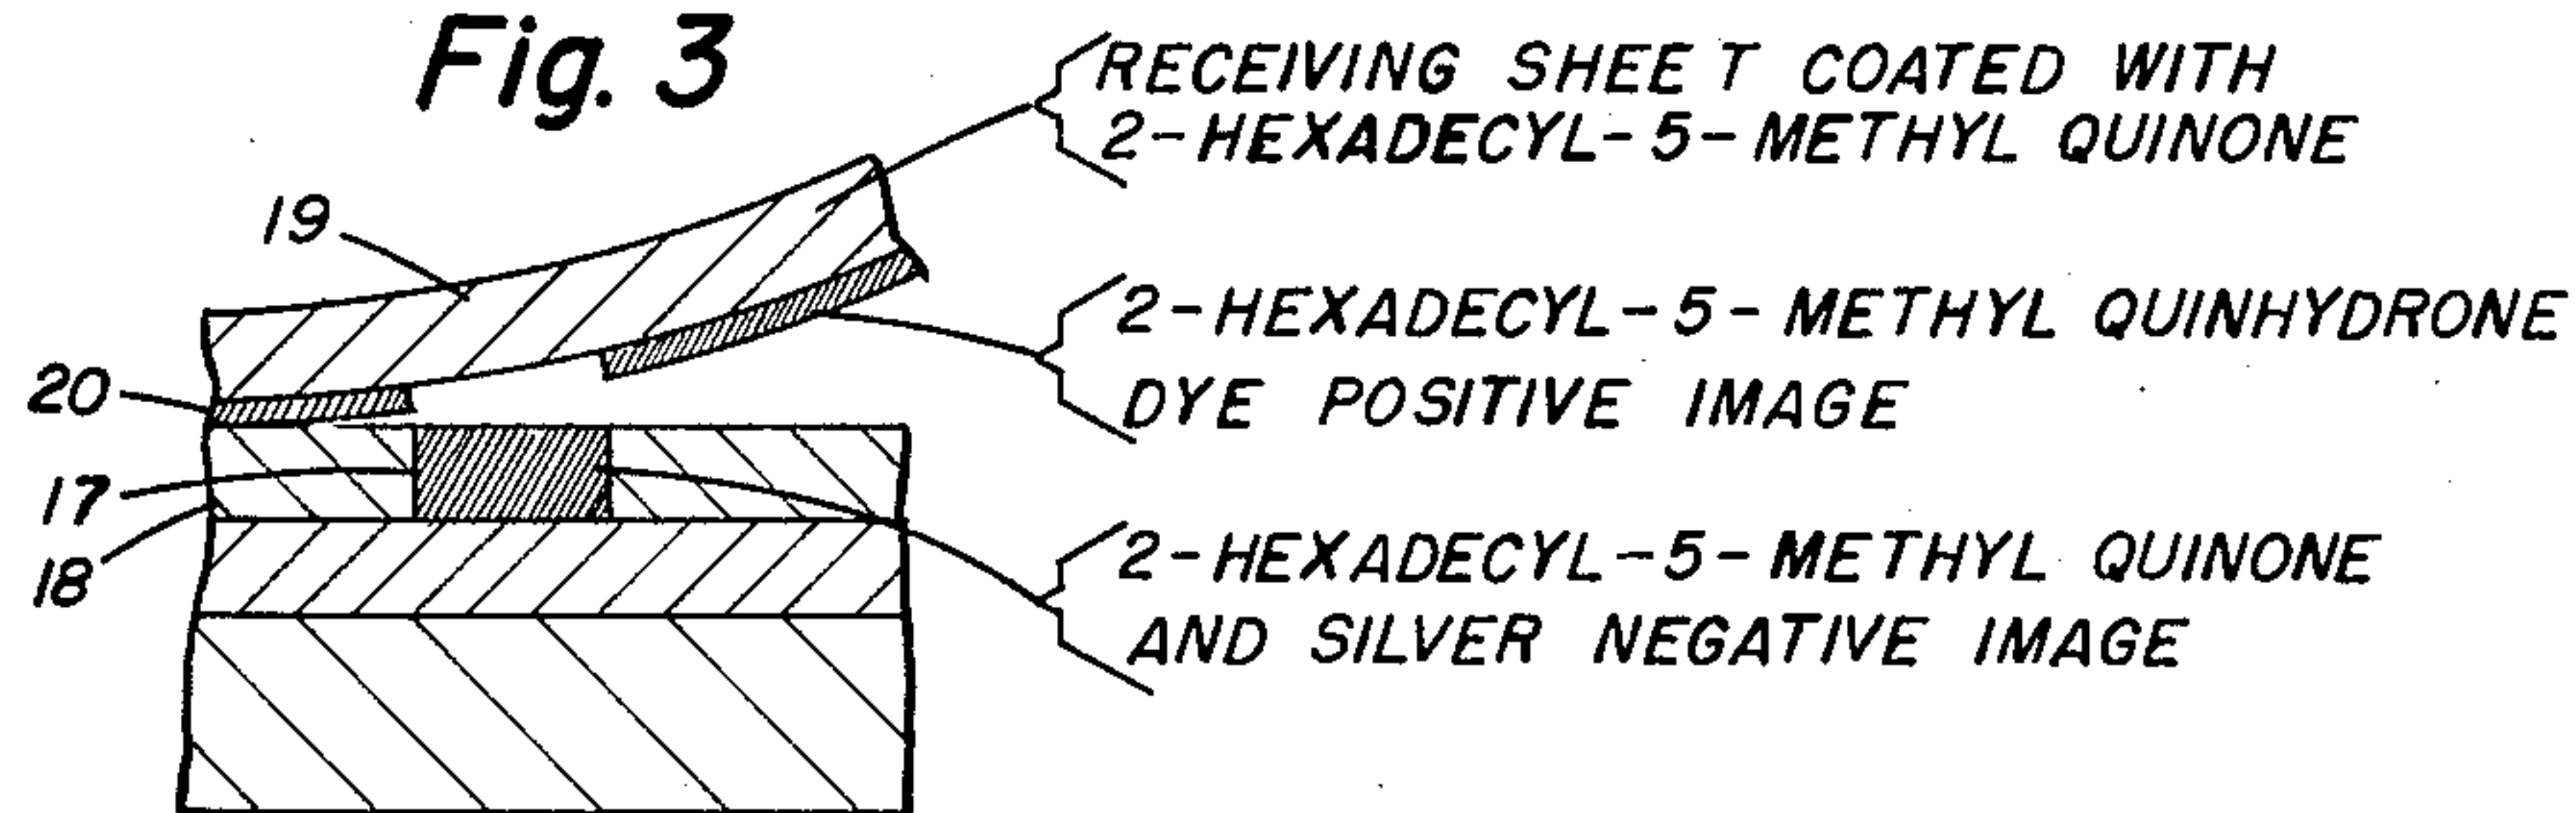 Fig. 3
RECEIVING SHEET COATED WITH
2-HEXADECYL-5-METHYL QUINONE
19
2-HEXADECYL-5-METHYL QUINHYDRONE
DYE POSITIVE IMAGE
20
17
18
2-HEXADECYL-5-METHYL QUINONE
AND SILVER NEGATIVE IMAGE